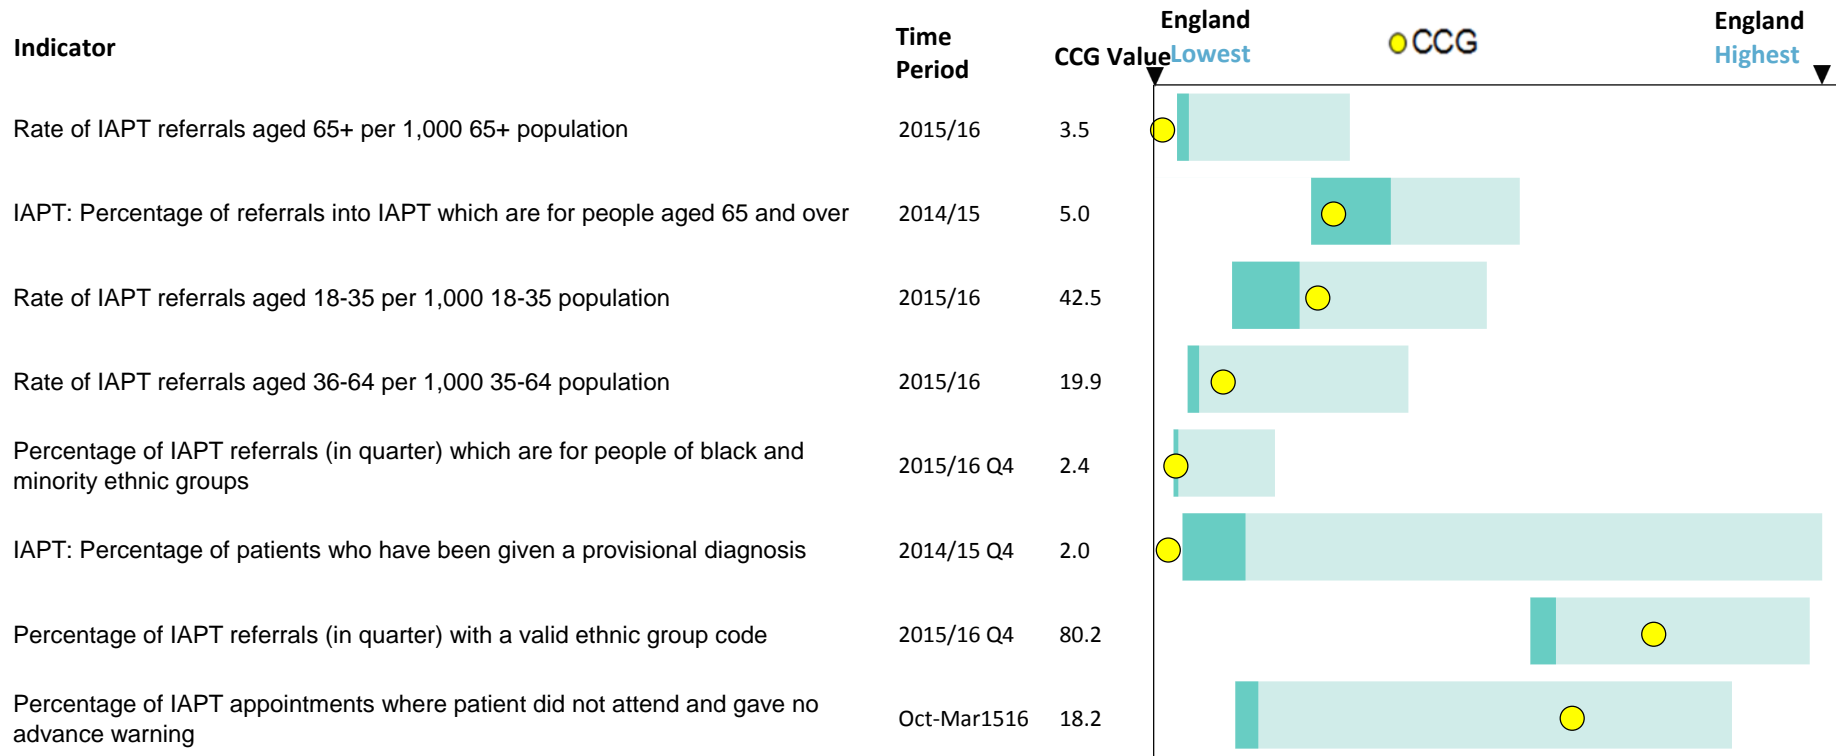 Indicator
Time
Period
CCG Value
England
Lowest
CCG
England
Highest
Rate of IAPT referrals aged 65+ per 1,000 65+ population 2015/16 3.5
IAPT: Percentage of referrals into IAPT which are for people aged 65 and over 2014/15 5.0
Rate of IAPT referrals aged 18-35 per 1,000 18-35 population 2015/16 42.5
Rate of IAPT referrals aged 36-64 per 1,000 35-64 population 2015/16 19.9
Percentage of IAPT referrals (in quarter) which are for people of black and
minority ethnic groups
2015/16 Q4 2.4
IAPT: Percentage of patients who have been given a provisional diagnosis 2014/15 Q4 2.0
Percentage of IAPT referrals (in quarter) with a valid ethnic group code 2015/16 Q4 80.2
Percentage of IAPT appointments where patient did not attend and gave no
advance warning
Oct-Mar1516 18.2